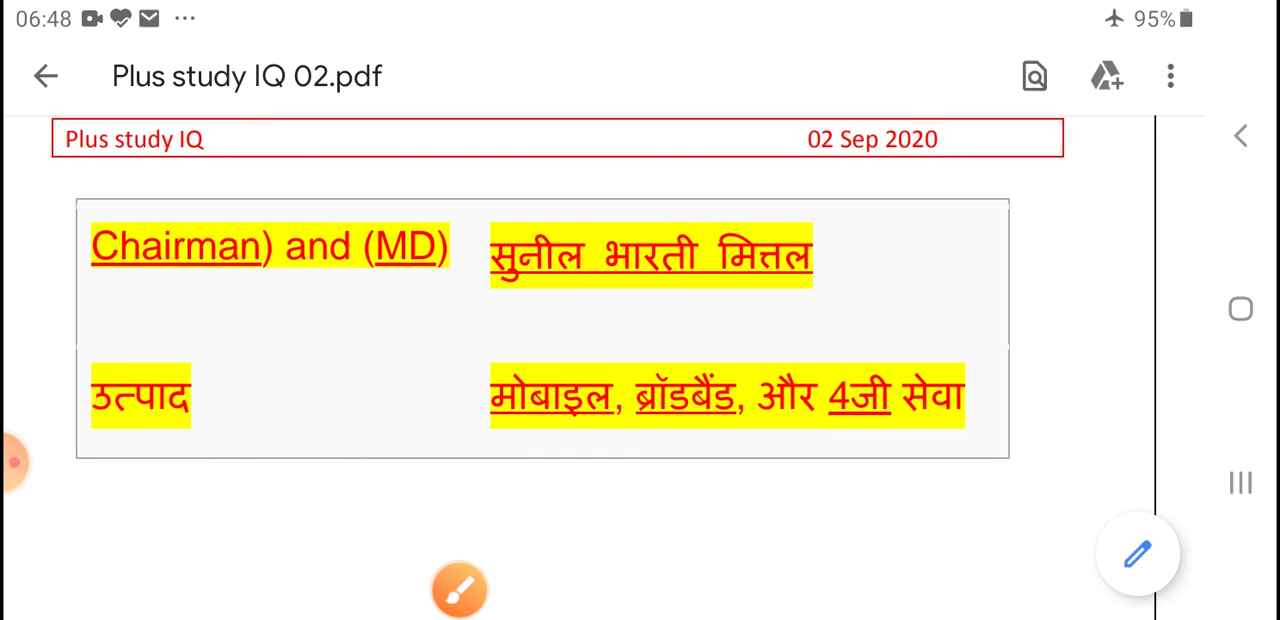 06:48 ... 95%
Plus study IQ 02.pdf
Plus study IQ 02 Sep 2020
Chairman) and (MD) सुनील भारती मित्तल
उत्पाद मोबाइल, ब्रॉडबैंड, और 4जी सेवा